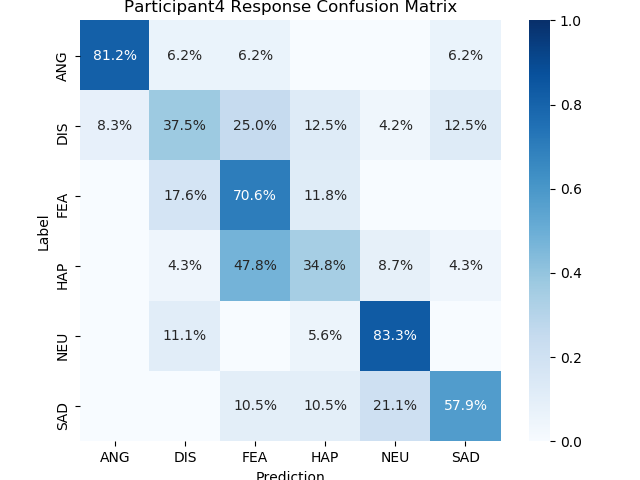 Participant4 Response Confusion Matrix
ANG 81.2% 6.2% 6.2% 6.2%
DIS 8.3% 37.5% 25.0% 12.5% 4.2% 12.5%
FEA 17.6% 70.6% 11.8%
HAP 4.3% 47.8% 34.8% 8.7% 4.3%
NEU 11.1% 5.6% 83.3%
SAD 10.5% 10.5% 21.1% 57.9%
ANG DIS FEA HAP NEU SAD
Label
Prediction
1.0
0.8
0.6
0.4
0.2
0.0